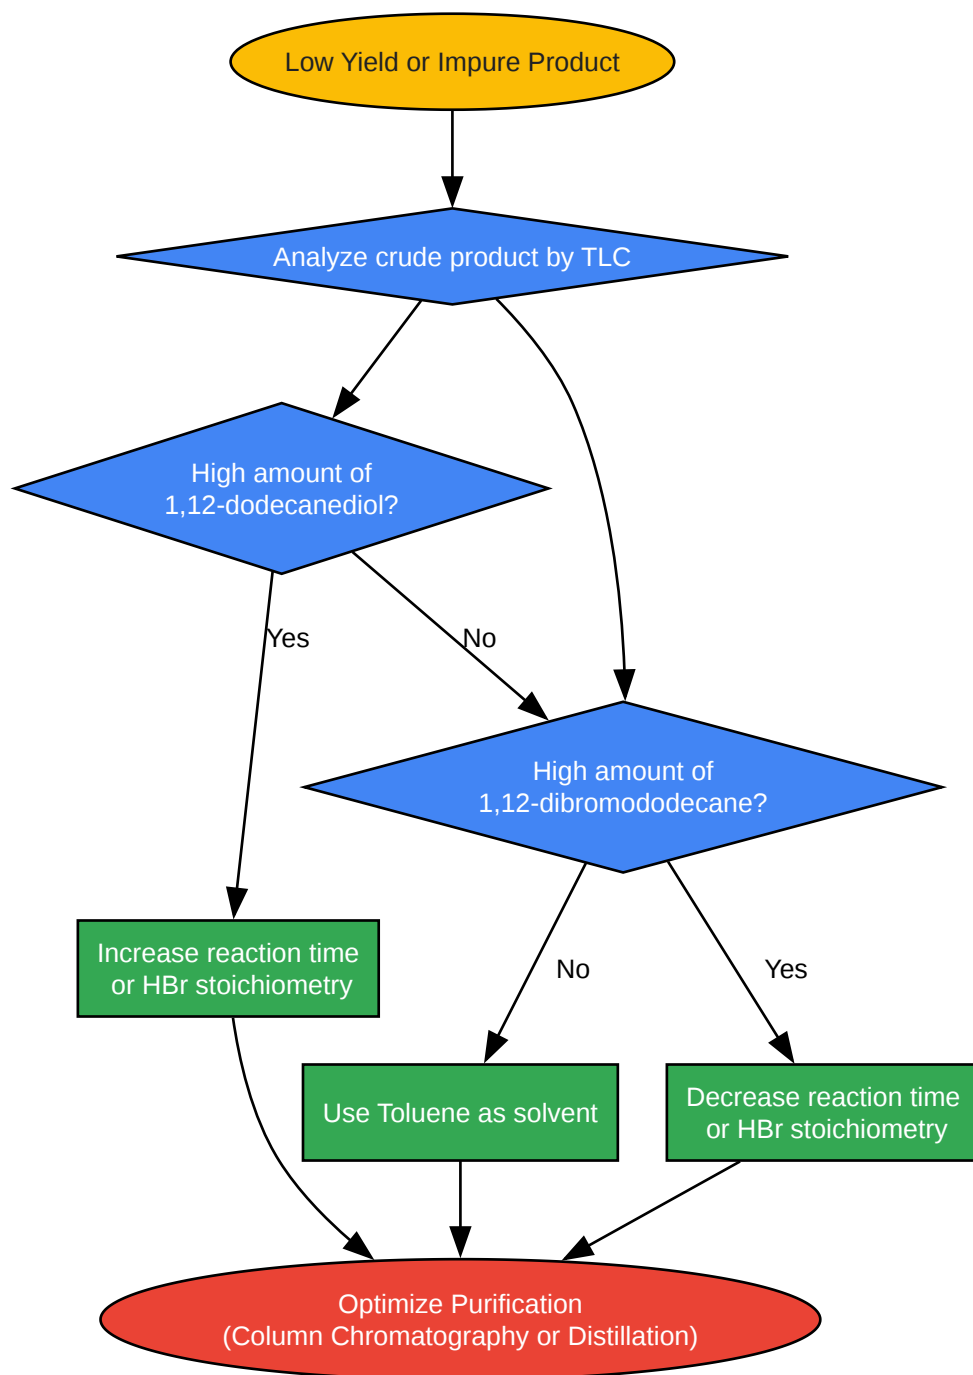 Low Yield or Impure Product
Analyze crude product by TLC
High amount of
1,12-dodecanediol?
Yes
No
High amount of
1,12-dibromododecane?
Increase reaction time
or HBr stoichiometry
No
Yes
Use Toluene as solvent
Decrease reaction time
or HBr stoichiometry
Optimize Purification
(Column Chromatography or Distillation)